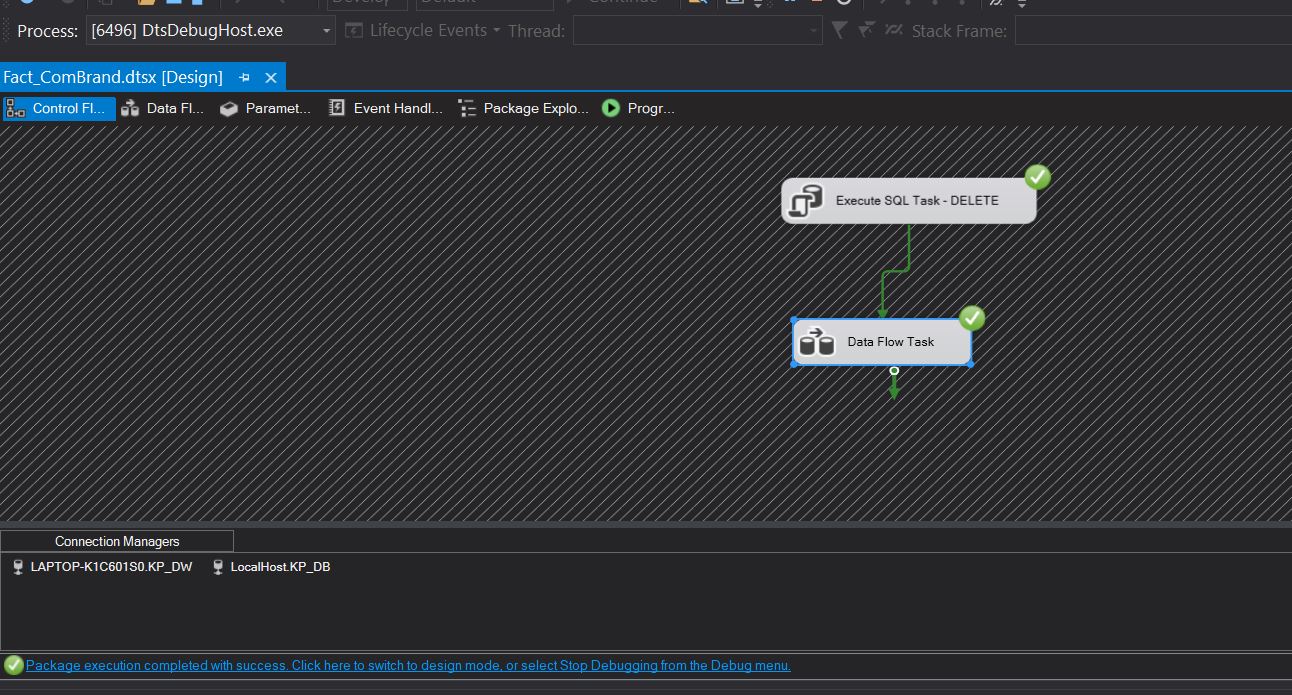 Process: [6496] DtsDebugHost.exe Lifecycle Events Thread: Stack Frame:
Fact_ComBrand.dtsx [Design]
Control Fl... Data Fl... Paramet... Event Handl... Package Explo... Progr...
Execute SQL Task - DELETE
Data Flow Task
Connection Managers
LAPTOP-K1C601S0.KP_DW LocalHost.KP_DB
Package execution completed with success. Click here to switch to design mode, or select Stop Debugging from the Debug menu.